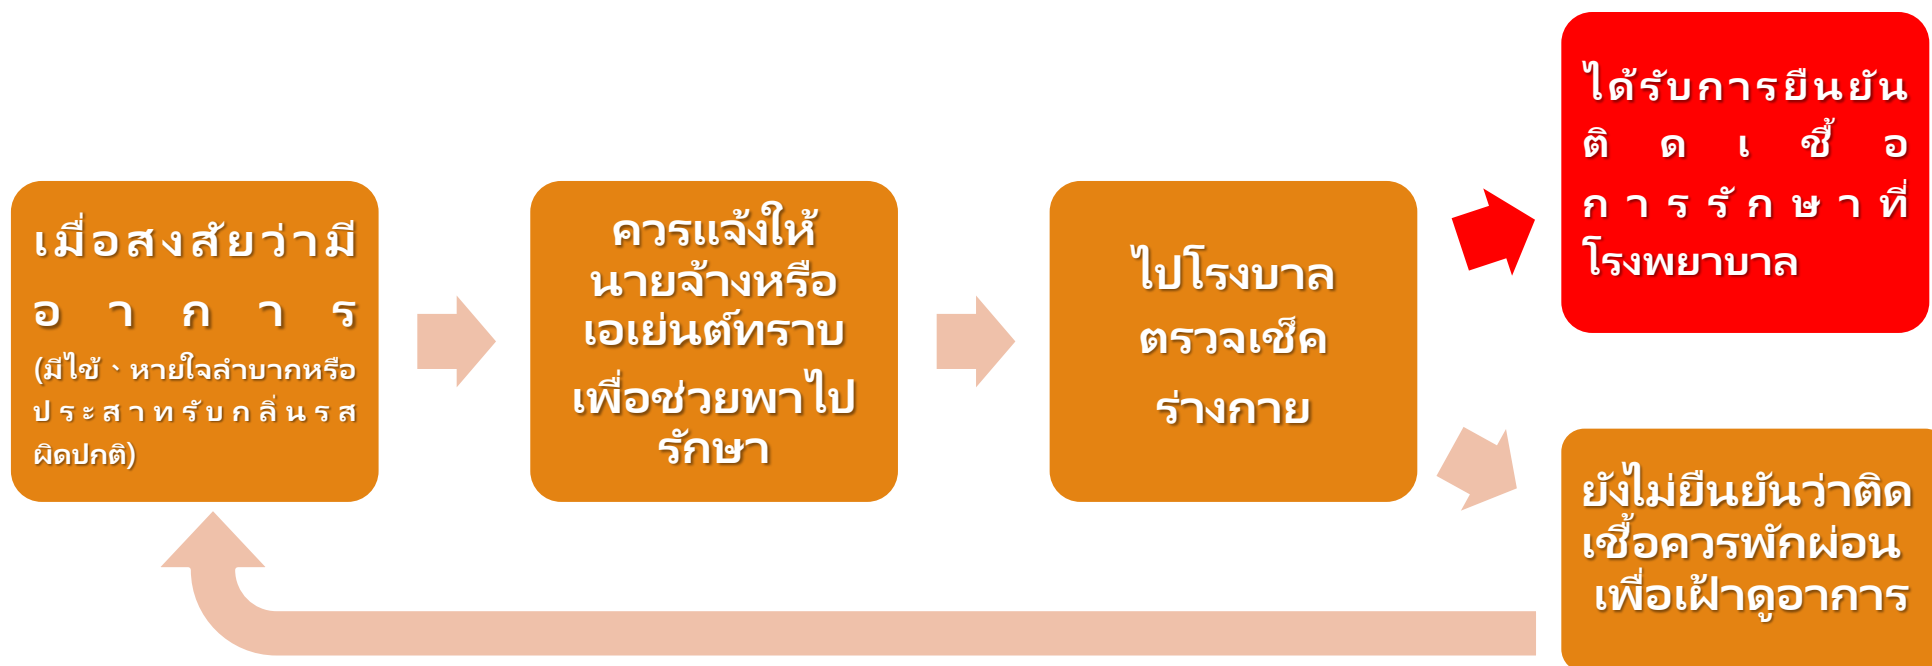 เมื่อสงสัยว่ามี
อาการ
(มีไข้、หายใจลำบากหรือ
ประสาทรับกลิ่นรส
ผิดปกติ)
ควรแจ้งให้
นายจ้างหรือ
เอเย่นต์ทราบ
เพื่อช่วยพาไป
รักษา
ไปโรงบาล
ตรวจเช็ค
ร่างกาย
ได้รับการยืนยัน
ติดเชื้อ
การรักษาที่
โรงพยาบาล
ยังไม่ยืนยันว่าติด
เชื้อควรพักผ่อน
เพื่อเฝ้าดูอาการ